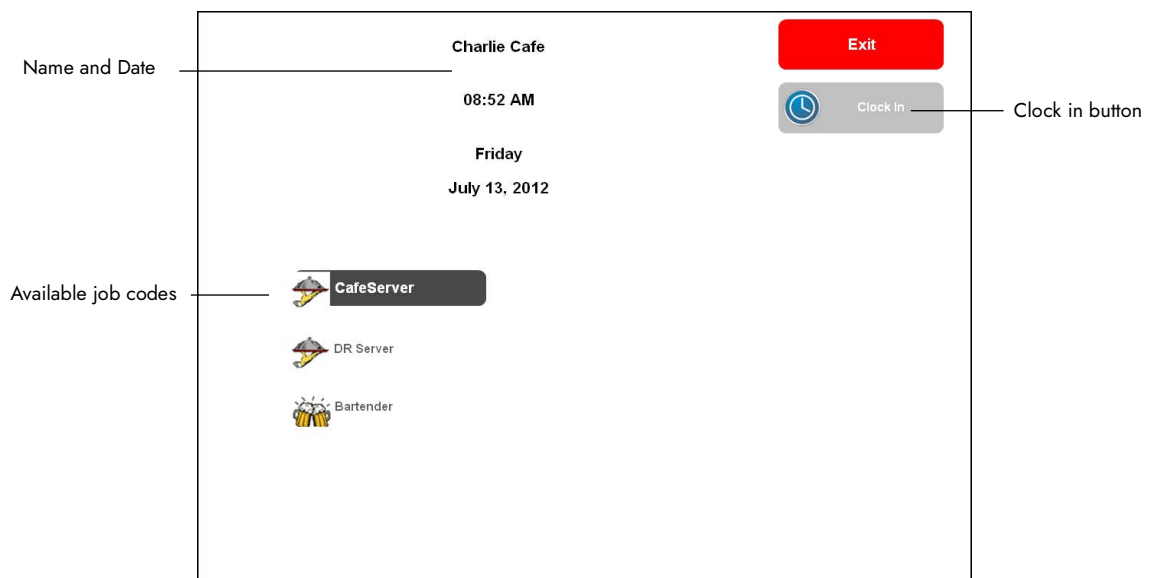 Charlie Cafe
Exit
Name and Date
08:52 AM
Clock In
Clock in button
Friday
July 13, 2012
Available job codes
CafeServer
DR Server
Bartender